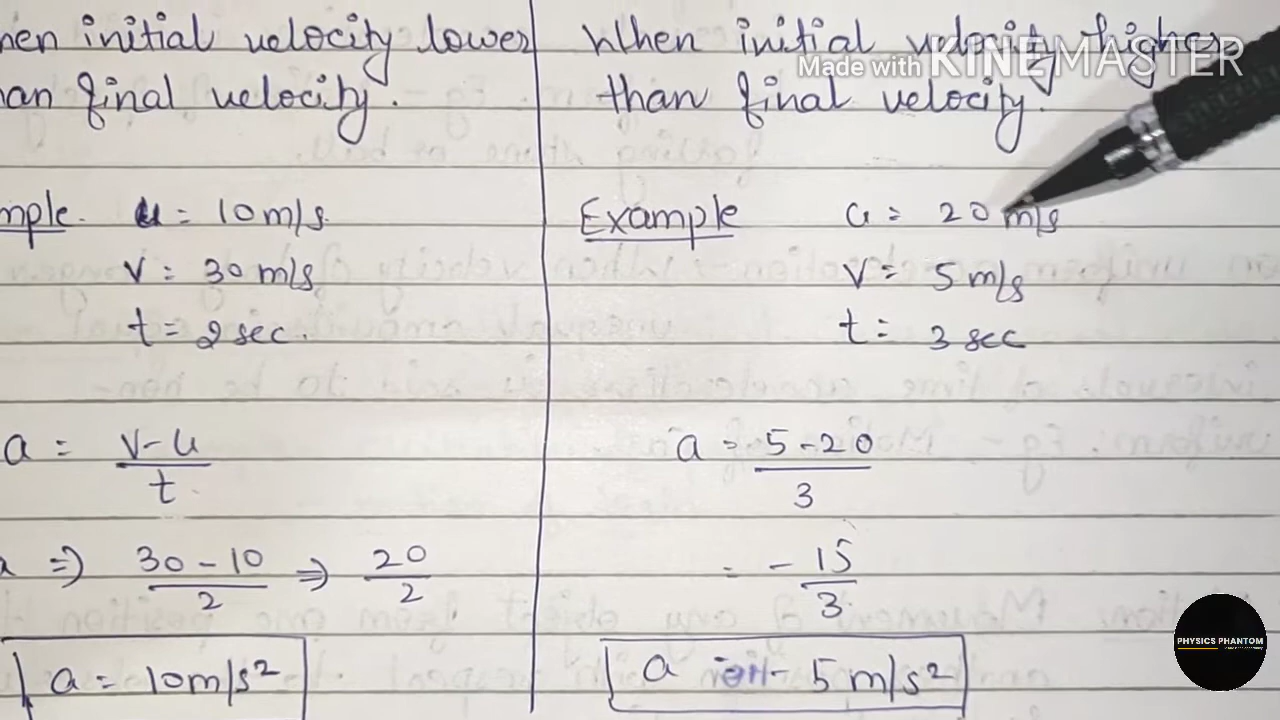 hen initial velocity lower
an final velocity.
mple. u = 10 m/s.
v = 30 m/s
t = 2 sec.
a = v-u/t
⇒ 30-10/2 ⇒ 20/2
a = 10m/s²
When initial velocity higher
than final velocity.
Example u = 20 m/s
v = 5 m/s
t = 3 sec
a = 5-20/3
= -15/3
a = - 5 m/s²
Made with KINEMASTER
PHYSICS PHANTOM